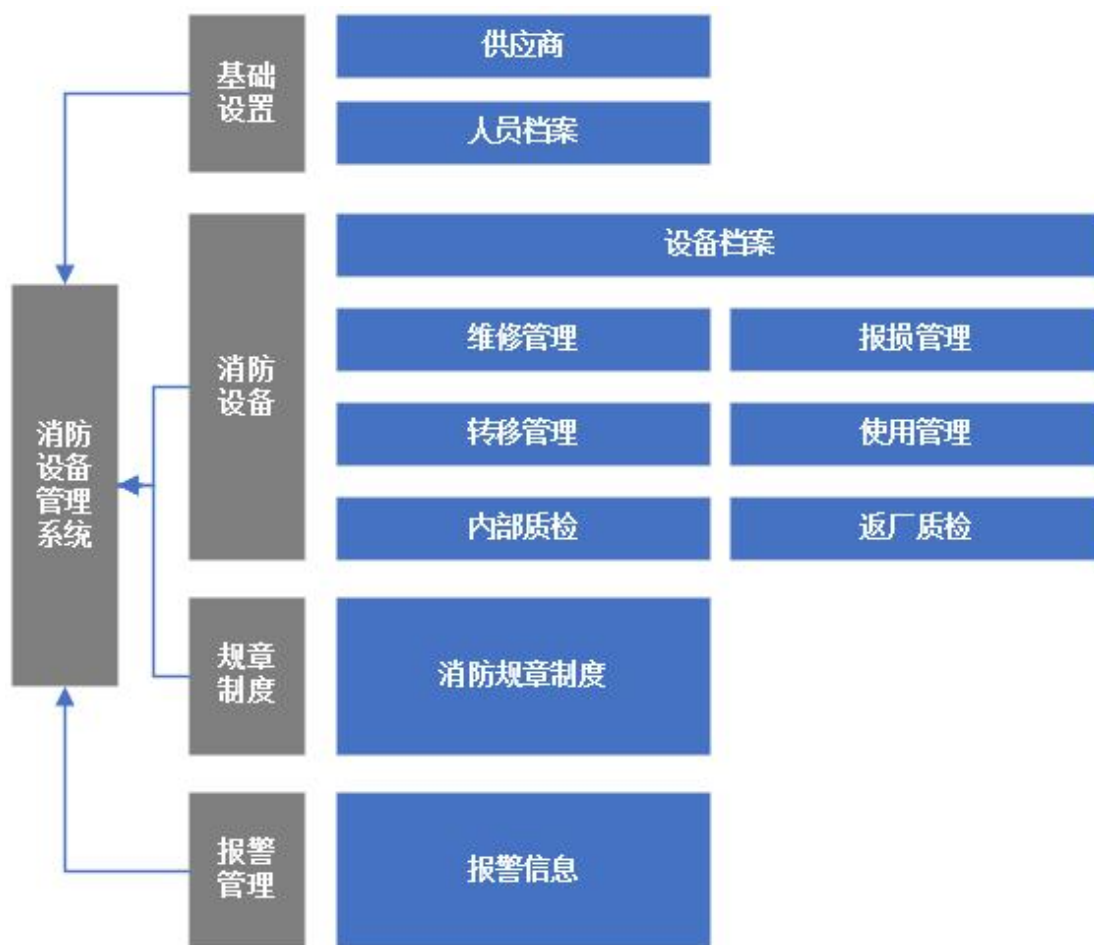 基础
设置
供应商
人员档案
消防
设备
管理
系统
消防
设备
设备档案
维修管理
报损管理
转移管理
使用管理
内部质检
返厂质检
规章
制度
消防规章制度
报警
管理
报警信息